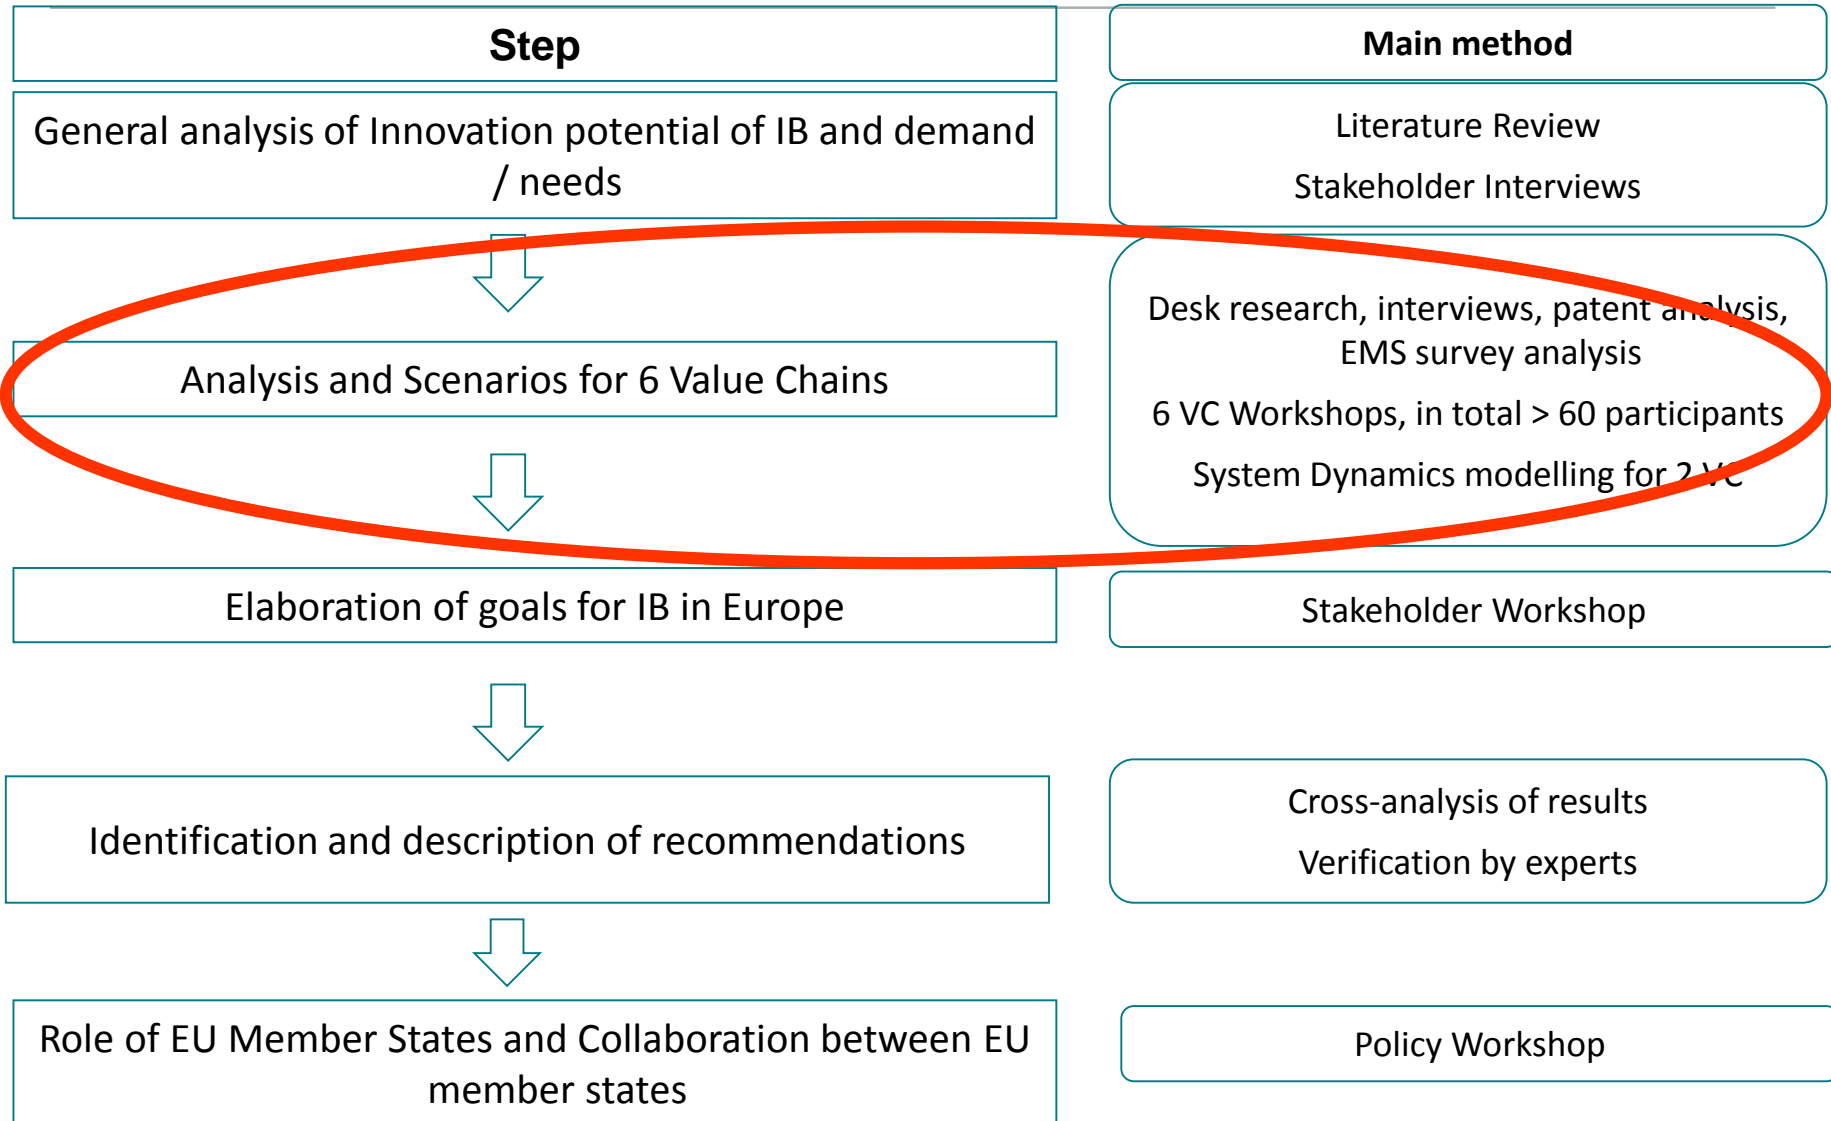 Step
Main method
General analysis of Innovation potential of IB and demand
/ needs
Literature Review
Stakeholder Interviews
Analysis and Scenarios for 6 Value Chains
Desk research, interviews, patent analysis,
EMS survey analysis
6 VC Workshops, in total > 60 participants
System Dynamics modelling for 2 VC
Elaboration of goals for IB in Europe
Stakeholder Workshop
Identification and description of recommendations
Cross-analysis of results
Verification by experts
Role of EU Member States and Collaboration between EU
member states
Policy Workshop